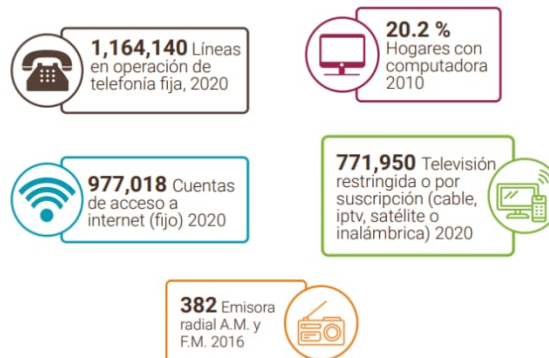 1,164,140 Líneas
en operación de
telefonía fija, 2020
20.2 %
Hogares con
computadora
2010
977,018 Cuentas
de acceso a
internet (fijo) 2020
771,950 Televisión
restringida o por
suscripción (cable,
iptv, satélite o
inalámbrica) 2020
382 Emisora
radial A.M. y
F.M. 2016